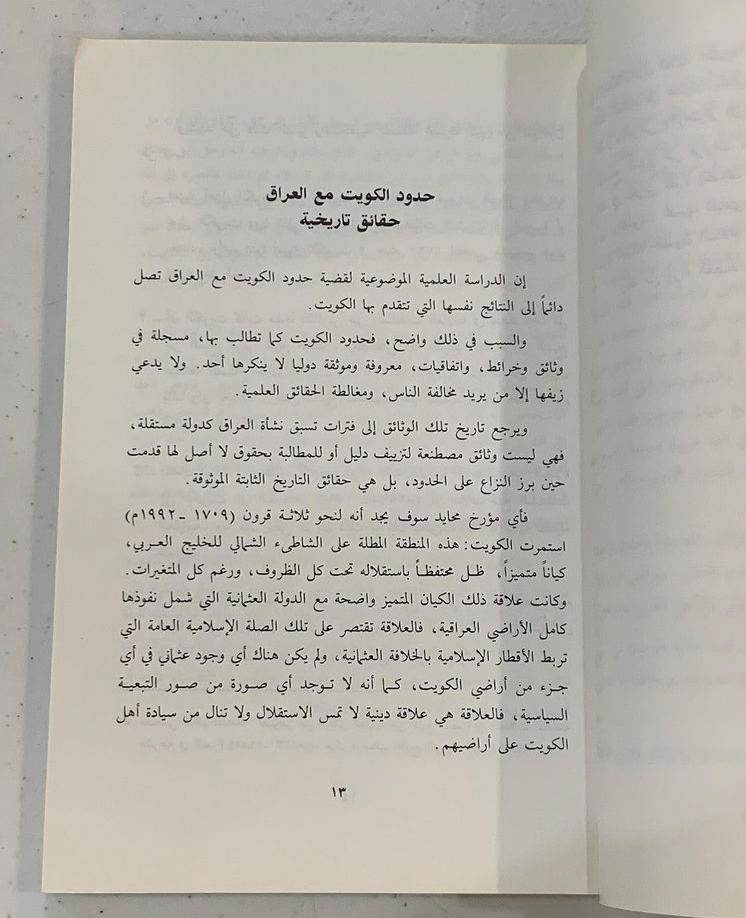 حدود الكويت مع العراق
حقائق تاريخية
إن الدراسة العلمية الموضوعية لقضية حدود الكويت مع العراق تصل
دائماً إلى النتائج نفسها التي تتقدم بها الكويت.
والسبب في ذلك واضح، فحدود الكويت كما تطالب بها، مسجلة في
وثائق وخرائط، واتفاقيات، معروفة وموثقة دوليا لا ينكرها أحد. ولا يدعي
زيفها إلا من يريد مخالفة الناس، ومغالطة الحقائق العلمية.
ويرجع تاريخ تلك الوثائق إلى فترات تسبق نشأة العراق كدولة مستقلة،
فهي ليست وثائق مصطنعة لتزييف دليل أو للمطالبة بحقوق لا أصل لها قدمت
حين برز النزاع على الحدود، بل هي حقائق التاريخ الثابتة الموثوقة.
فأي مؤرخ محايد سوف يجد أنه لنحو ثلاثة قرون (١٧٠٩ - ١٩٩٢م)
استمرت الكويت: هذه المنطقة المطلة على الشاطىء الشمالي للخليج العربي،
كياناً متميزاً، ظل محتفظاً باستقلاله تحت كل الظروف، ورغم كل المتغيرات.
وكانت علاقة ذلك الكيان المتميز واضحة مع الدولة العثمانية التي شمل نفوذها
كامل الأراضي العراقية، فالعلاقة تقتصر على تلك الصلة الإسلامية العامة التي
تربط الأقطار الإسلامية بالخلافة العثمانية، ولم يكن هناك أي وجود عثماني في أي
جزء من أراضي الكويت، كما أنه لا توجد أي صورة من صور التبعية
السياسية، فالعلاقة هي علاقة دينية لا تمس الاستقلال ولا تنال من سيادة أهل
الكويت على أراضيهم.
١٣